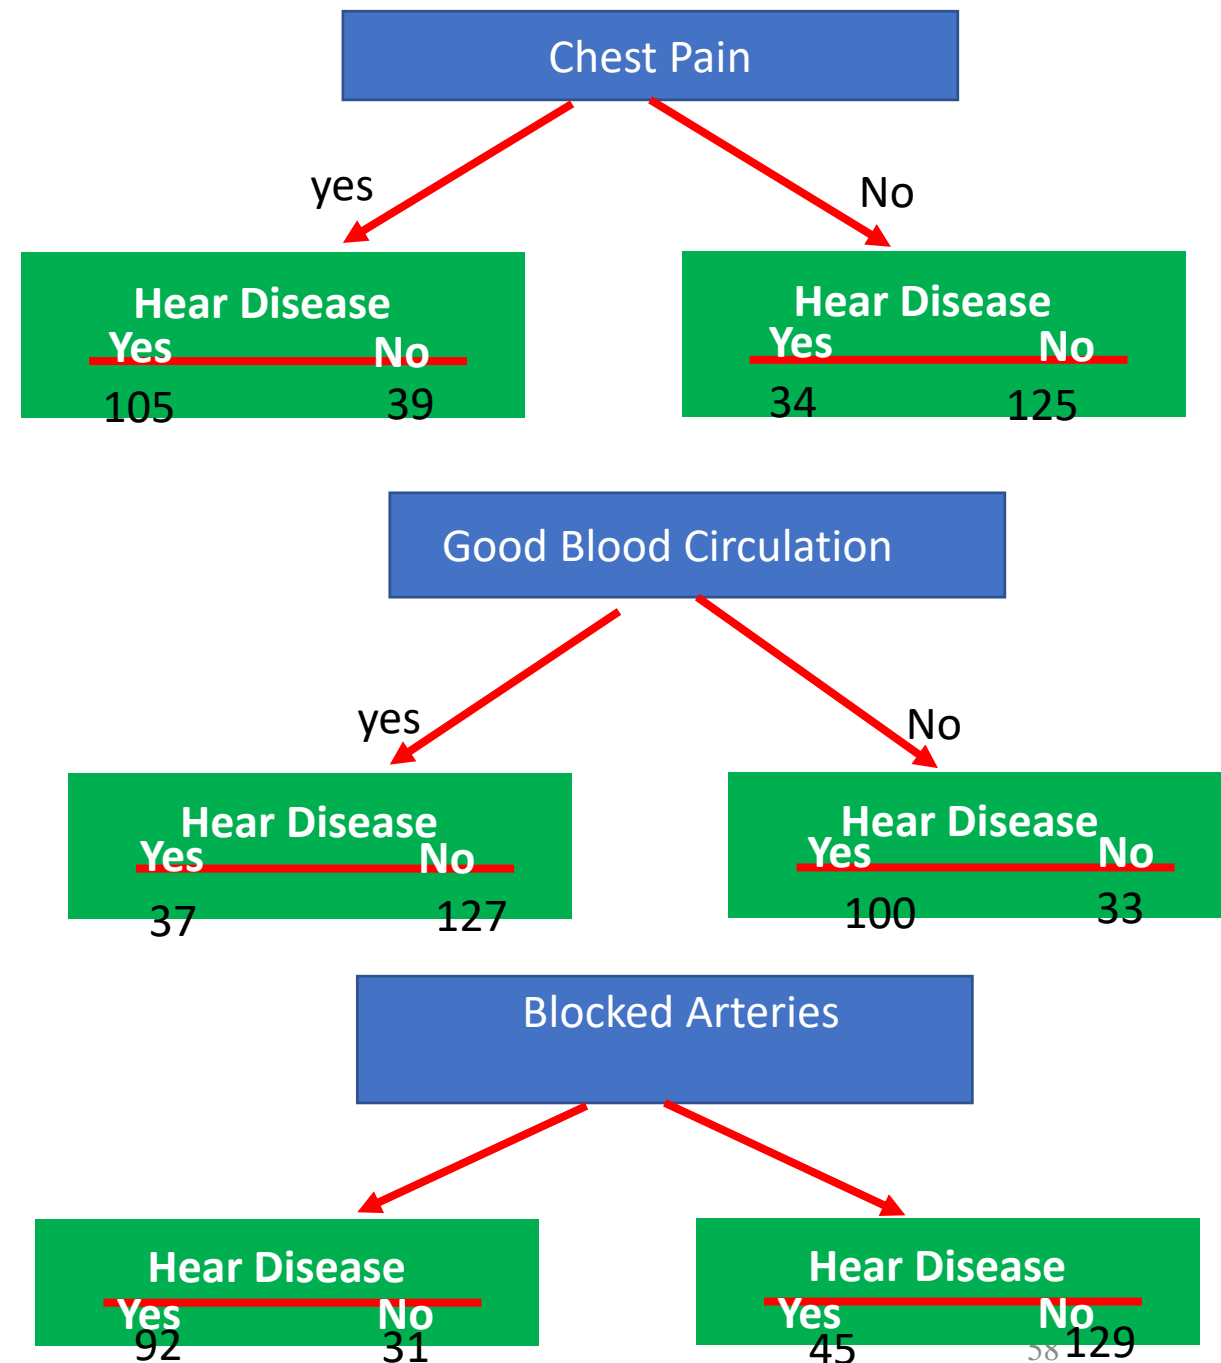 Chest Pain
yes No
Hear Disease Hear Disease
Yes No Yes No
105 39 34 125
Good Blood Circulation
yes No
Hear Disease Hear Disease
Yes No Yes No
37 127 100 33
Blocked Arteries
Hear Disease Hear Disease
Yes No Yes No
92 31 45 129
58